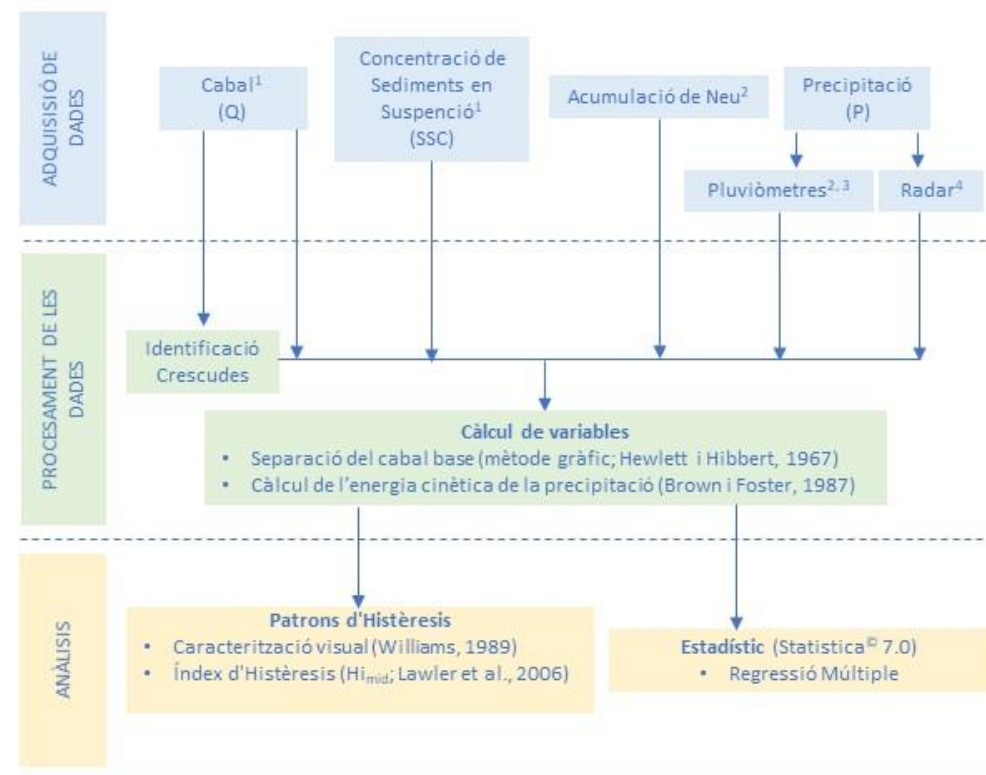 ADQUISICIÓ DE
DADES
Cabal¹
(Q)
Concentració de
Sediments en
Suspenció¹
(SSC)
Acumulació de Neu²
Precipitació
(P)
Pluviòmetres²˒ ³
Radar⁴
PROCESAMENT DE LES
DADES
Identificació
Crescudes
Càlcul de variables
• Separació del cabal base (mètode gràfic; Hewlett i Hibbert, 1967)
• Càlcul de l'energia cinètica de la precipitació (Brown i Foster, 1987)
ANÀLISIS
Patrons d'Histèresis
• Caracterització visual (Williams, 1989)
• Índex d'Histèresis (Hi_mid; Lawler et al., 2006)
Estadístic (Statistica© 7.0)
• Regressió Múltiple